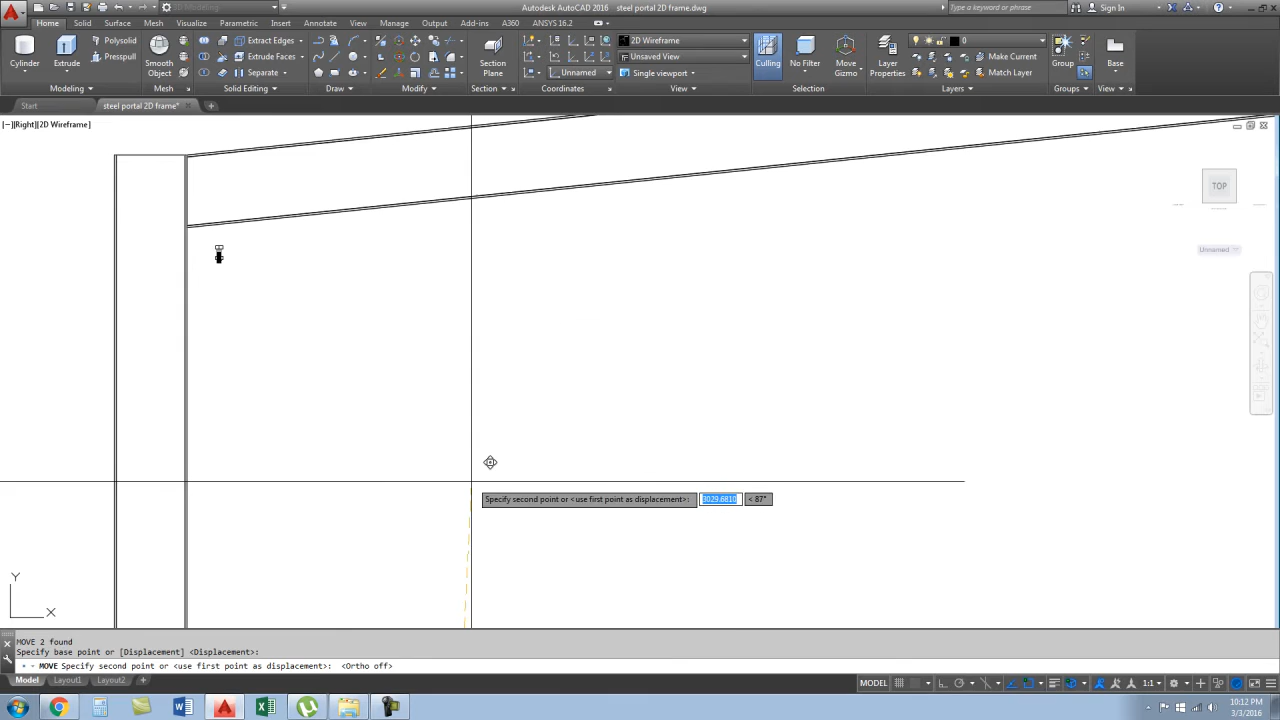 Autodesk AutoCAD 2016 steel portal 2D frame.dwg
Type a keyword or phrase
Sign In
Home Solid Surface Mesh Visualize Parametric Insert Annotate View Manage Output Add-ins A360 ANSYS 16.2
Cylinder
Extrude
Polysolid
Presspull
Smooth
Object
Extract Edges
Extrude Faces
Separate
Section
Plane
Unnamed
2D Wireframe
Unsaved View
Single viewport
Culling
No Filter
Move
Gizmo
Layer
Properties
0
Make Current
Match Layer
Group
Base
Modeling Mesh Solid Editing Draw Modify Section Coordinates View Selection Layers Groups View
Start steel portal 2D frame*
[−][Right][2D Wireframe]
TOP
Unnamed
Specify second point or <use first point as displacement>: 3029.6810 < 87°
Y
X
MOVE 2 found
Specify base point or [Displacement] <Displacement>:
MOVE Specify second point or <use first point as displacement>: <Ortho off>
Model Layout1 Layout2
MODEL 1:1
10:12 PM
3/3/2016